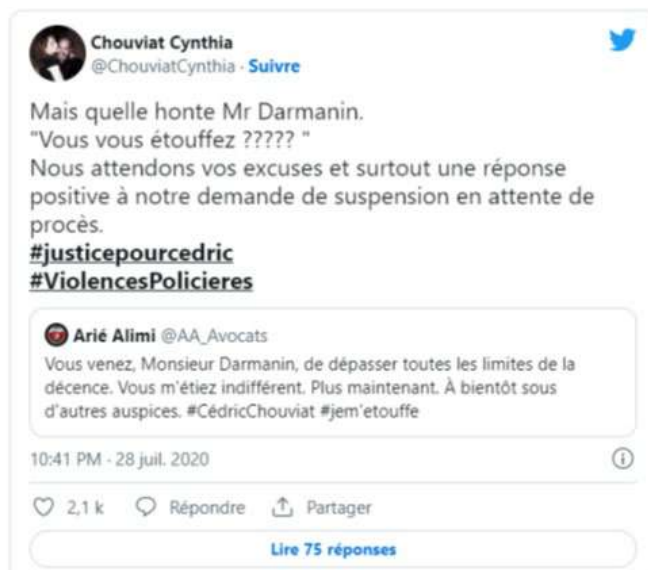 Chouviat Cynthia
@ChouviatCynthia · Suivre
Mais quelle honte Mr Darmanin.
"Vous vous étouffez ????? "
Nous attendons vos excuses et surtout une réponse
positive à notre demande de suspension en attente de
procès.
#justicepourcedric
#ViolencesPolicieres
Arié Alimi @AA_Avocats
Vous venez, Monsieur Darmanin, de dépasser toutes les limites de la
décence. Vous m'étiez indifférent. Plus maintenant. À bientôt sous
d'autres auspices. #CédricChouviat #jem'etouffe
10:41 PM · 28 juil. 2020
2,1 k Répondre Partager
Lire 75 réponses